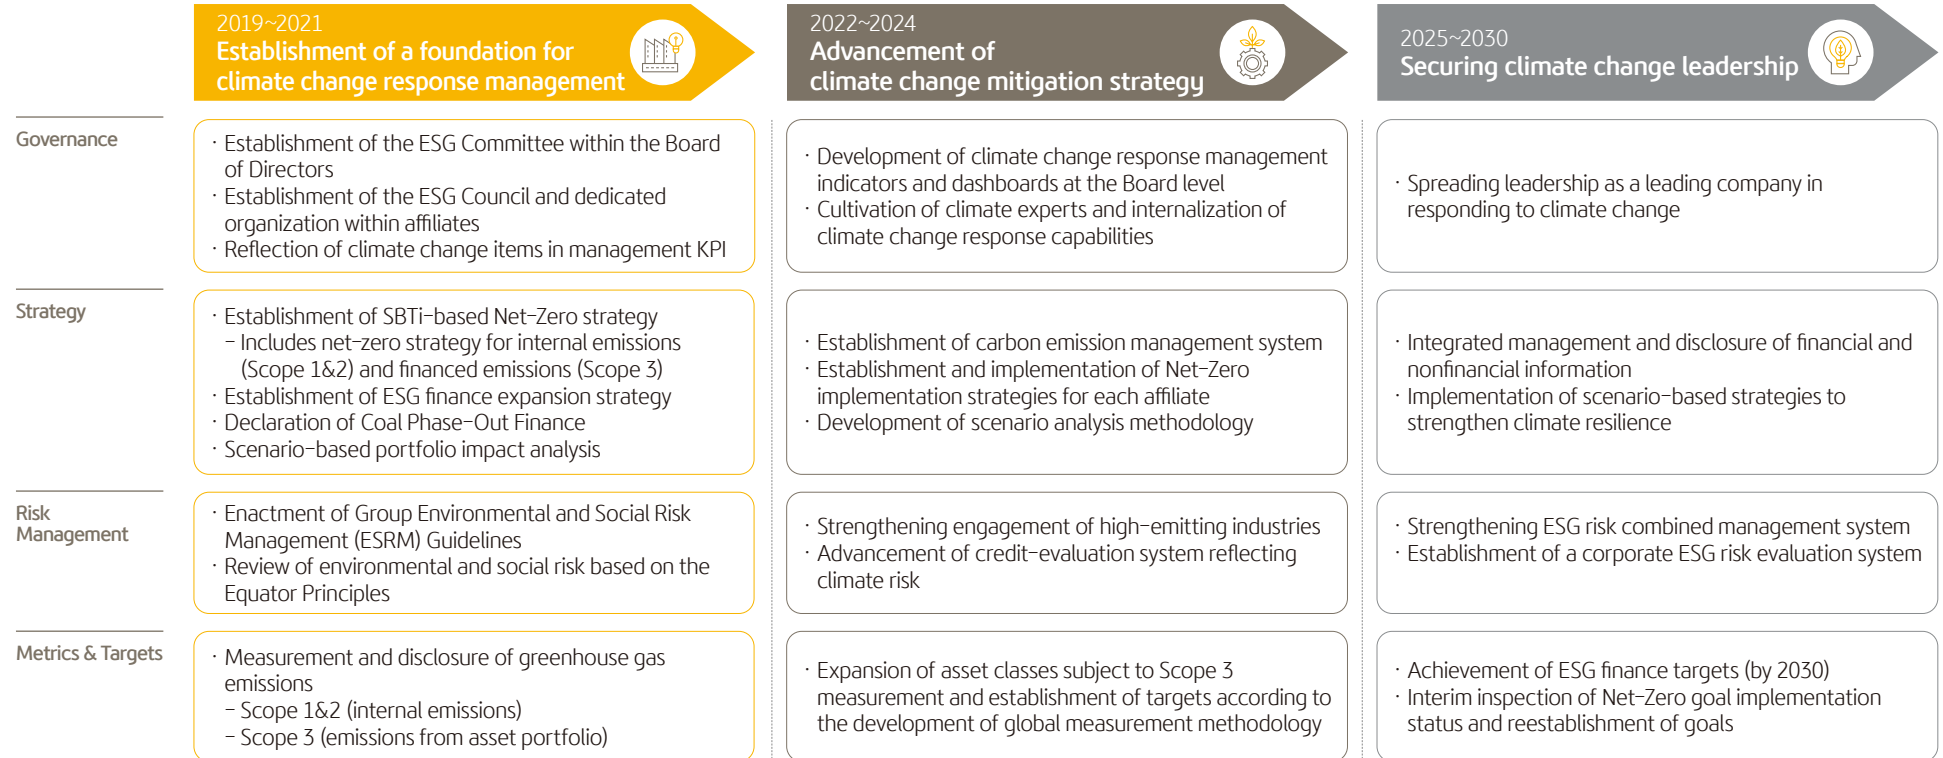 2019~2021
Establishment of a foundation for
climate change response management
2022~2024
Advancement of
climate change mitigation strategy
2025~2030
Securing climate change leadership
Governance
· Establishment of the ESG Committee within the Board
of Directors
· Establishment of the ESG Council and dedicated
organization within affiliates
· Reflection of climate change items in management KPI
· Development of climate change response management
indicators and dashboards at the Board level
· Cultivation of climate experts and internalization of
climate change response capabilities
· Spreading leadership as a leading company in
responding to climate change
Strategy
· Establishment of SBTi-based Net-Zero strategy
- Includes net-zero strategy for internal emissions
(Scope 1&2) and financed emissions (Scope 3)
· Establishment of ESG finance expansion strategy
· Declaration of Coal Phase-Out Finance
· Scenario-based portfolio impact analysis
· Establishment of carbon emission management system
· Establishment and implementation of Net-Zero
implementation strategies for each affiliate
· Development of scenario analysis methodology
· Integrated management and disclosure of financial and
nonfinancial information
· Implementation of scenario-based strategies to
strengthen climate resilience
Risk
Management
· Enactment of Group Environmental and Social Risk
Management (ESRM) Guidelines
· Review of environmental and social risk based on the
Equator Principles
· Strengthening engagement of high-emitting industries
· Advancement of credit-evaluation system reflecting
climate risk
· Strengthening ESG risk combined management system
· Establishment of a corporate ESG risk evaluation system
Metrics & Targets
· Measurement and disclosure of greenhouse gas
emissions
- Scope 1&2 (internal emissions)
- Scope 3 (emissions from asset portfolio)
· Expansion of asset classes subject to Scope 3
measurement and establishment of targets according to
the development of global measurement methodology
· Achievement of ESG finance targets (by 2030)
· Interim inspection of Net-Zero goal implementation
status and reestablishment of goals